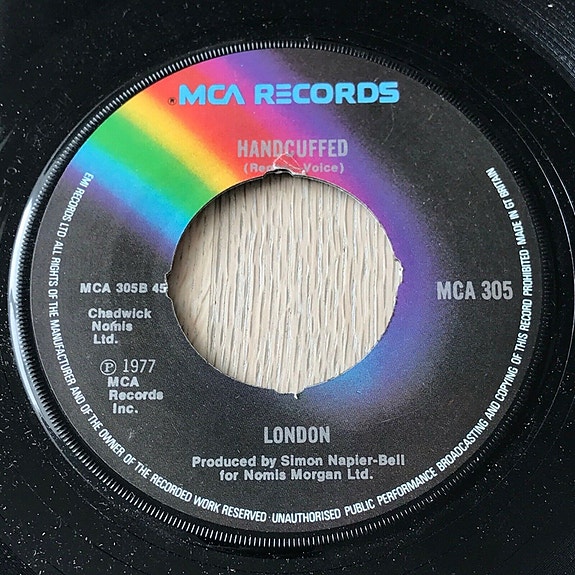 ® MCA RECORDS
HANDCUFFED
Voice)
MCA 305B 45
MCA 305
Chadwick
Nomis
Ltd.
Ⓟ 1977
MCA
Records
Inc.
LONDON
Produced by Simon Napier-Bell
for Nomis Morgan Ltd.
EMI RECORDS LTD · ALL RIGHTS OF THE MANUFACTURER AND OF THE OWNER OF THE RECORDED WORK RESERVED · UNAUTHORISED PUBLIC PERFORMANCE BROADCASTING AND COPYING OF THIS RECORD PROHIBITED · MADE IN GT BRITAIN